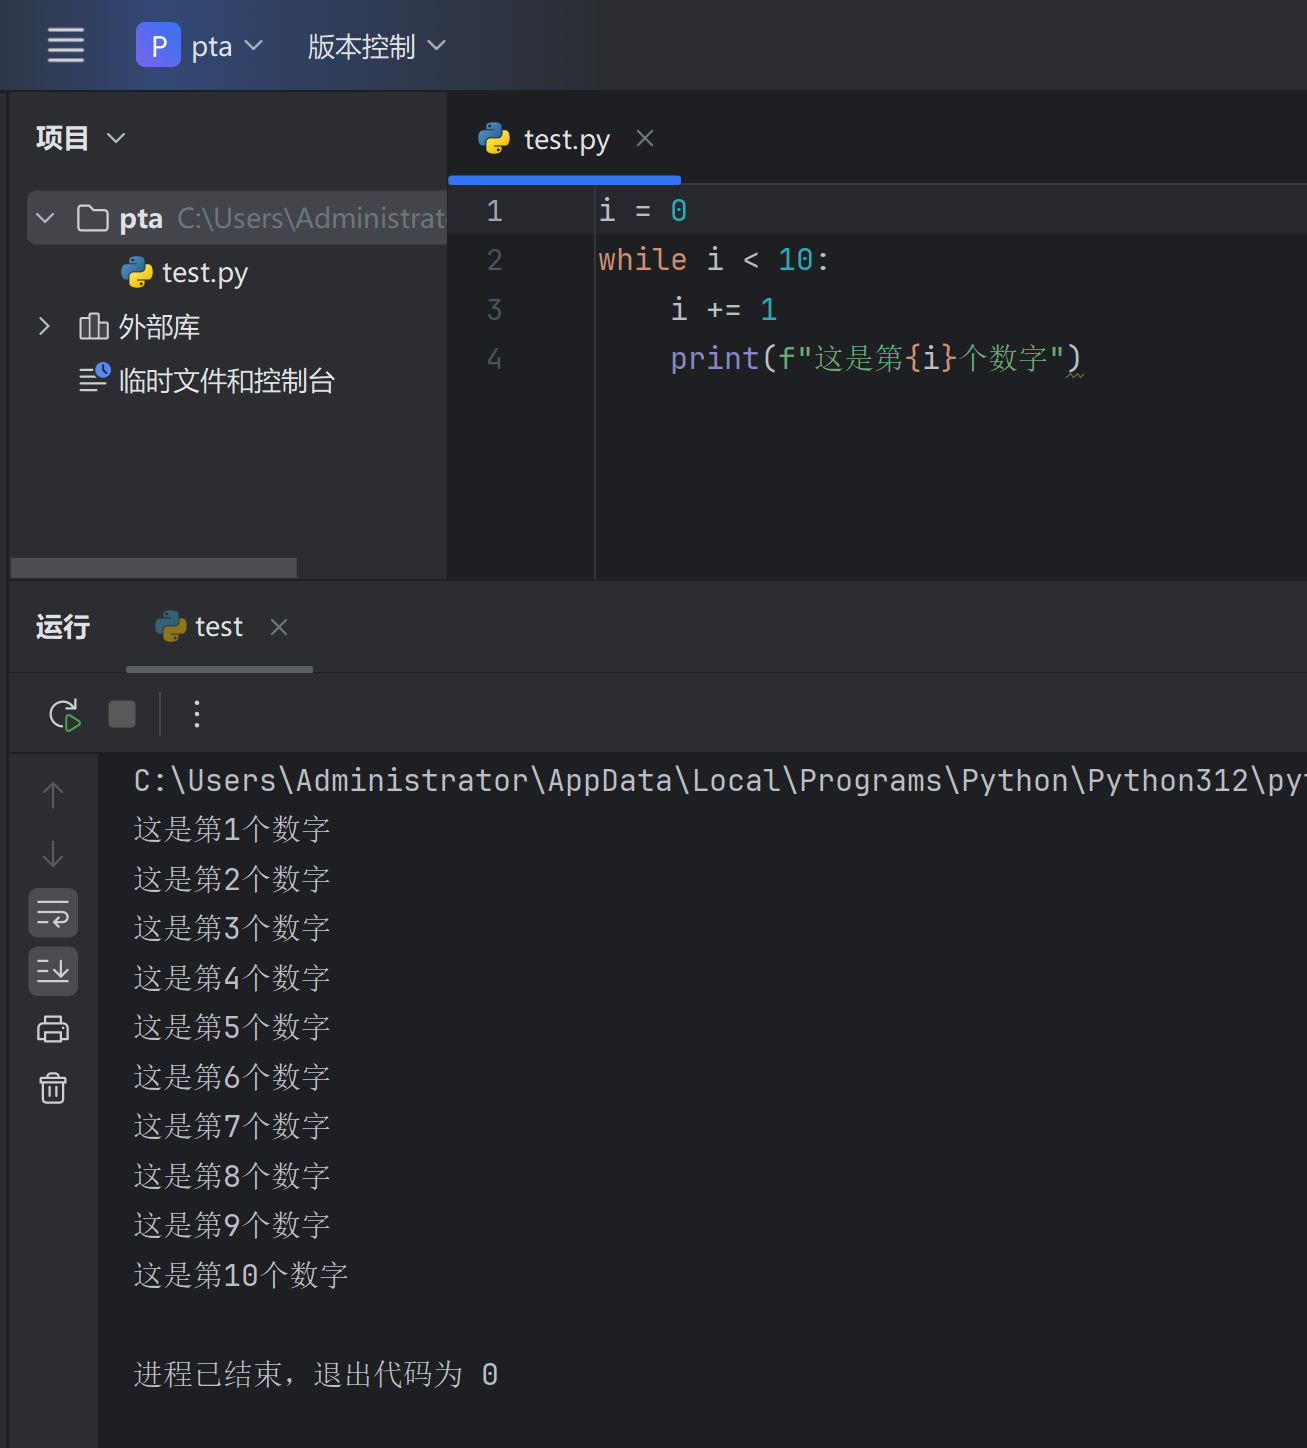 P pta 版本控制
项目
pta C:\Users\Administrat
test.py
外部库
临时文件和控制台
test.py
1 i = 0
2 while i < 10:
3     i += 1
4     print(f"这是第{i}个数字")
运行 test
C:\Users\Administrator\AppData\Local\Programs\Python\Python312\py
这是第1个数字
这是第2个数字
这是第3个数字
这是第4个数字
这是第5个数字
这是第6个数字
这是第7个数字
这是第8个数字
这是第9个数字
这是第10个数字
进程已结束，退出代码为 0